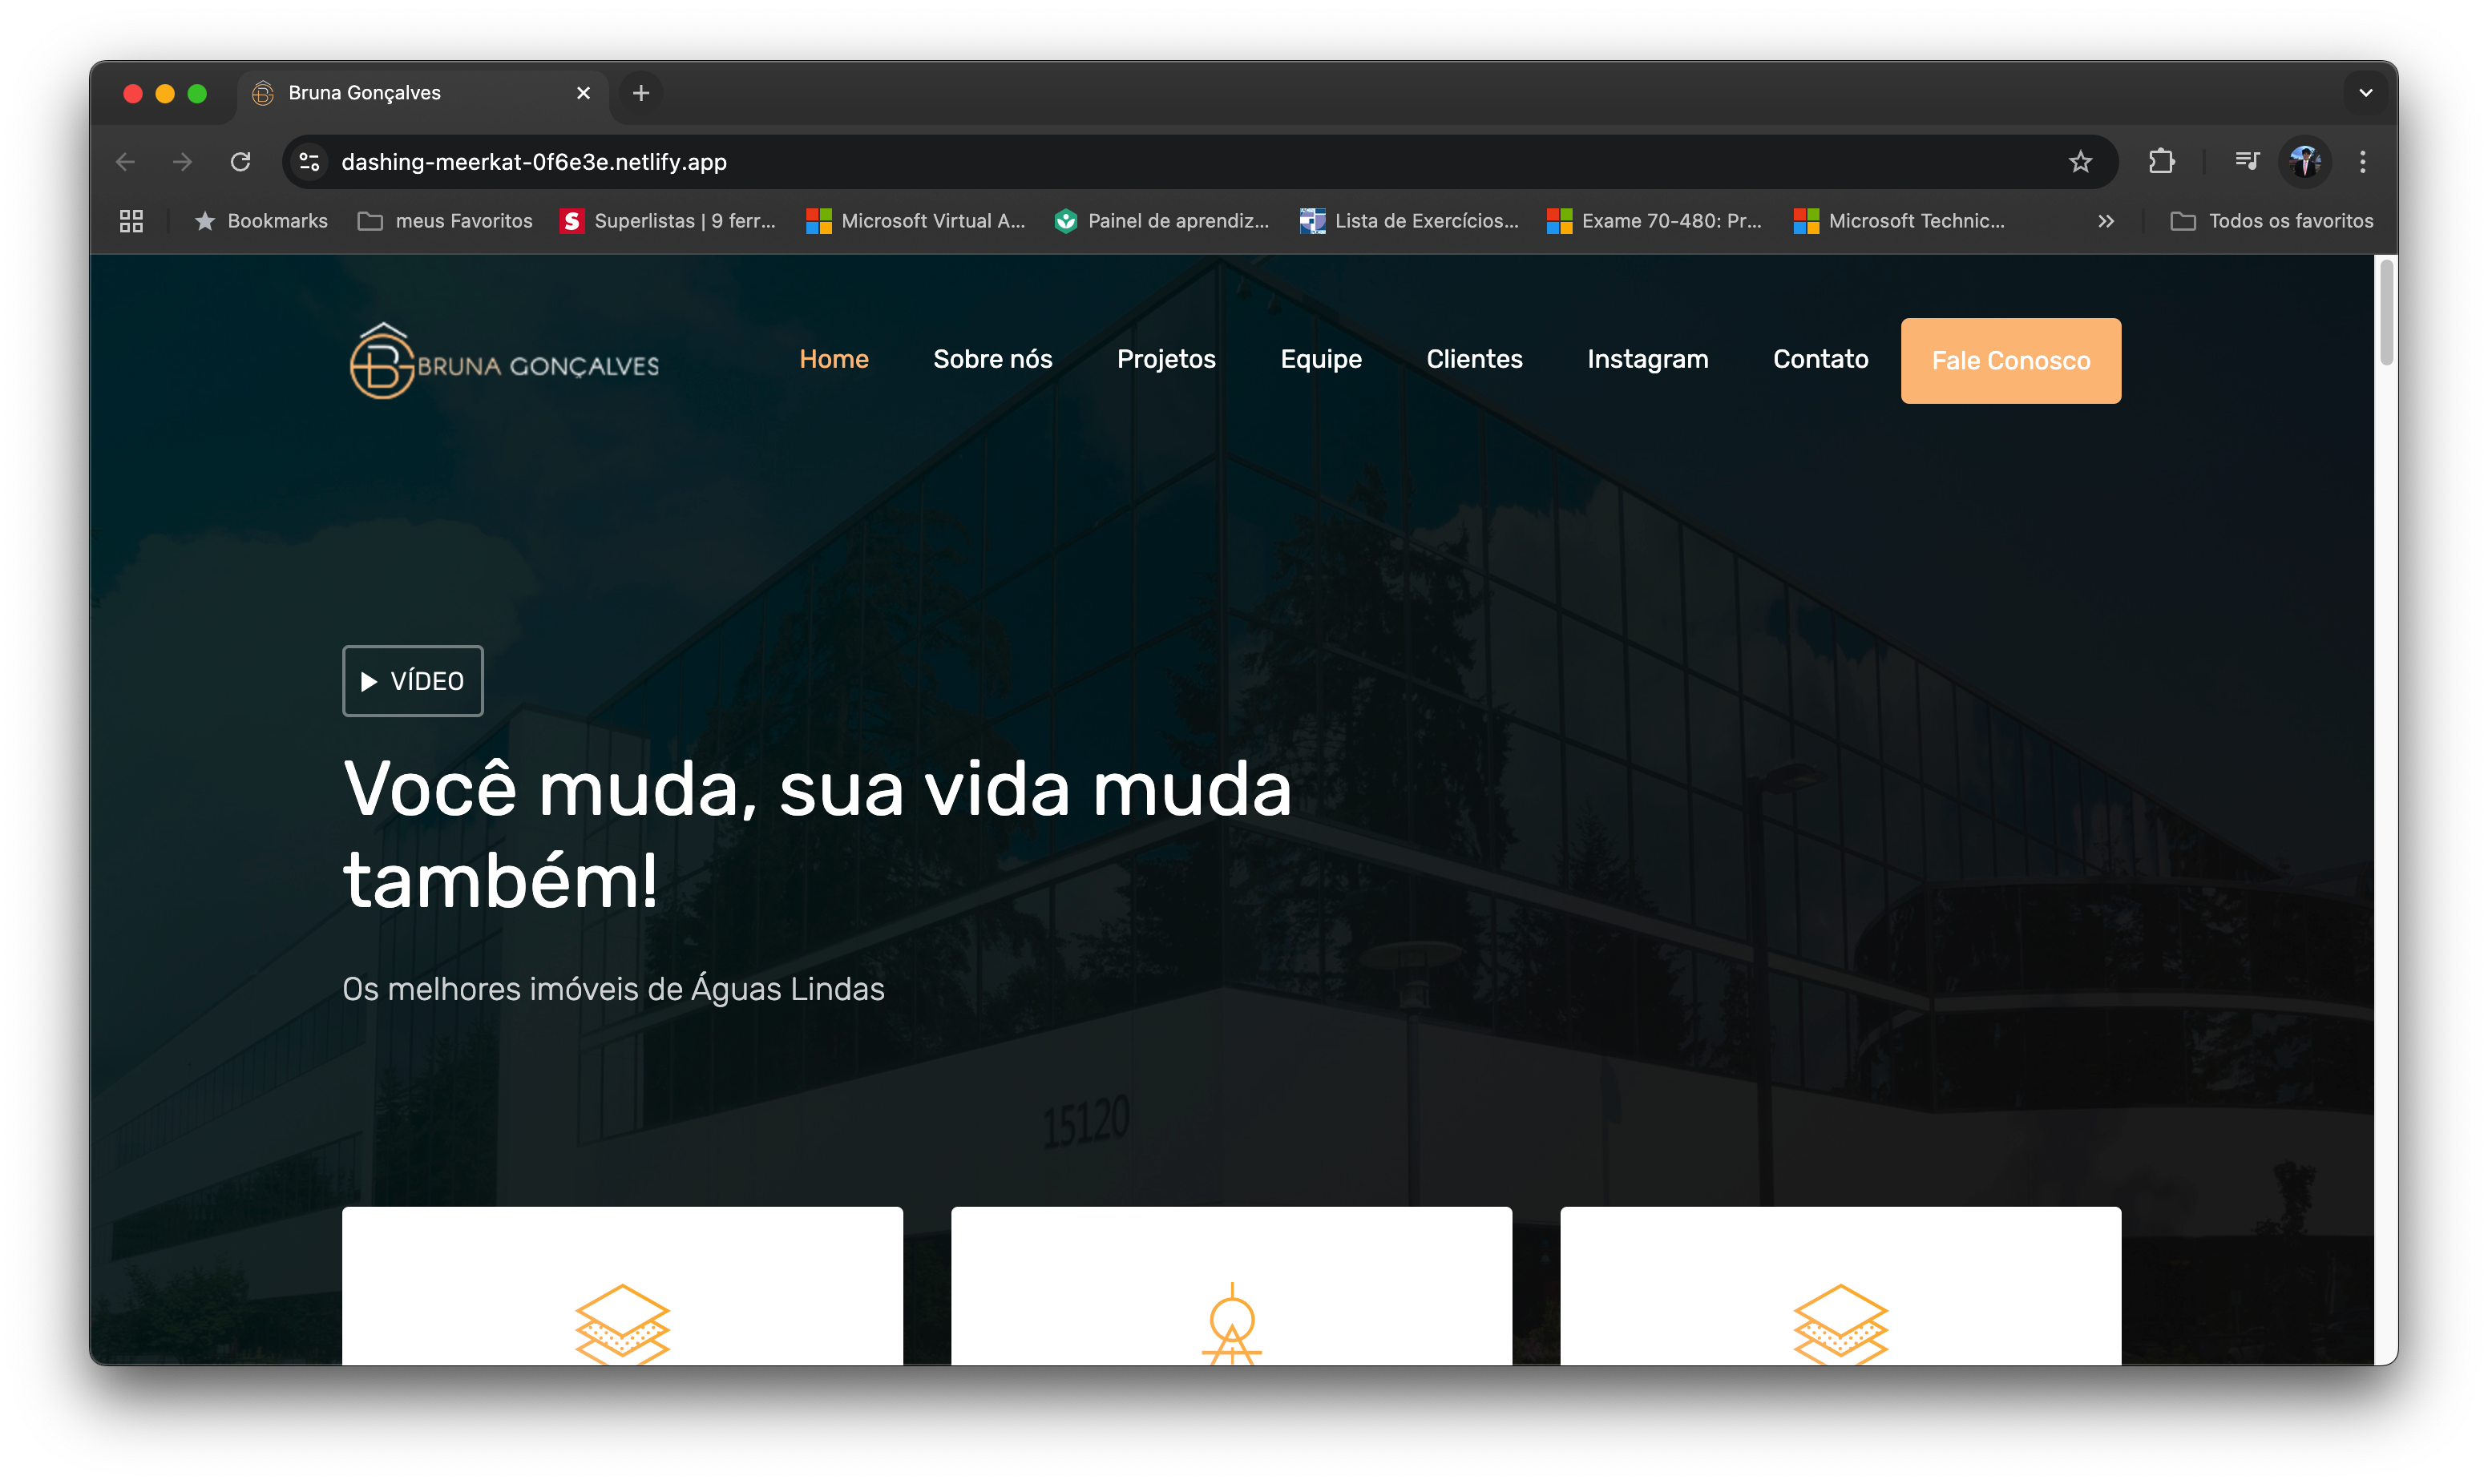 Bruna Gonçalves
dashing-meerkat-0f6e3e.netlify.app
Bookmarks meus Favoritos Superlistas | 9 ferr... Microsoft Virtual A... Painel de aprendiz... Lista de Exercícios... Exame 70-480: Pr... Microsoft Technic... Todos os favoritos
BRUNA GONÇALVES Home Sobre nós Projetos Equipe Clientes Instagram Contato Fale Conosco
VÍDEO
Você muda, sua vida muda
também!
Os melhores imóveis de Águas Lindas
15120